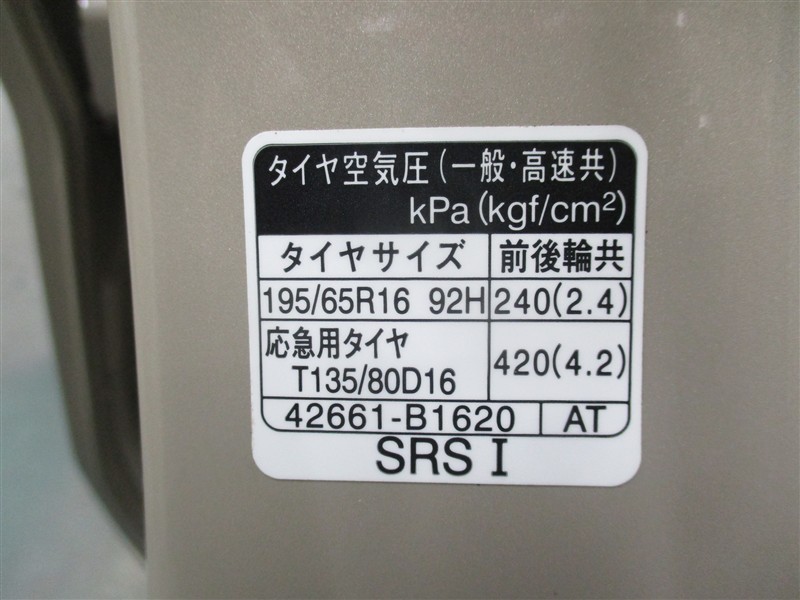 タイヤ空気圧(一般・高速共)
kPa(kgf/cm²)
タイヤサイズ 前後輪共
195/65R16 92H 240(2.4)
応急用タイヤ
T135/80D16 420(4.2)
42661-B1620 AT
SRS I